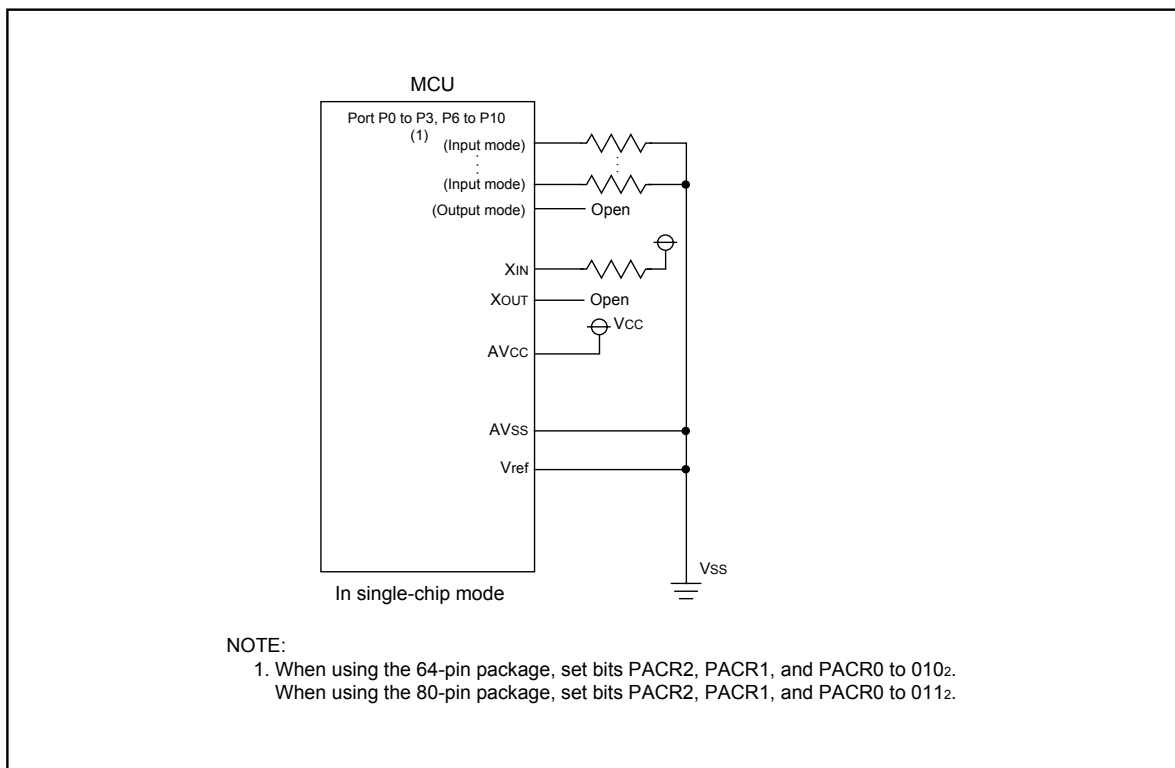 MCU
Port P0 to P3, P6 to P10
(1)
(Input mode)
(Input mode)
(Output mode)
Open
XIN
XOUT
Open
VCC
AVCC
AVSS
Vref
VSS
In single-chip mode
NOTE:
1. When using the 64-pin package, set bits PACR2, PACR1, and PACR0 to 0102.
When using the 80-pin package, set bits PACR2, PACR1, and PACR0 to 0112.